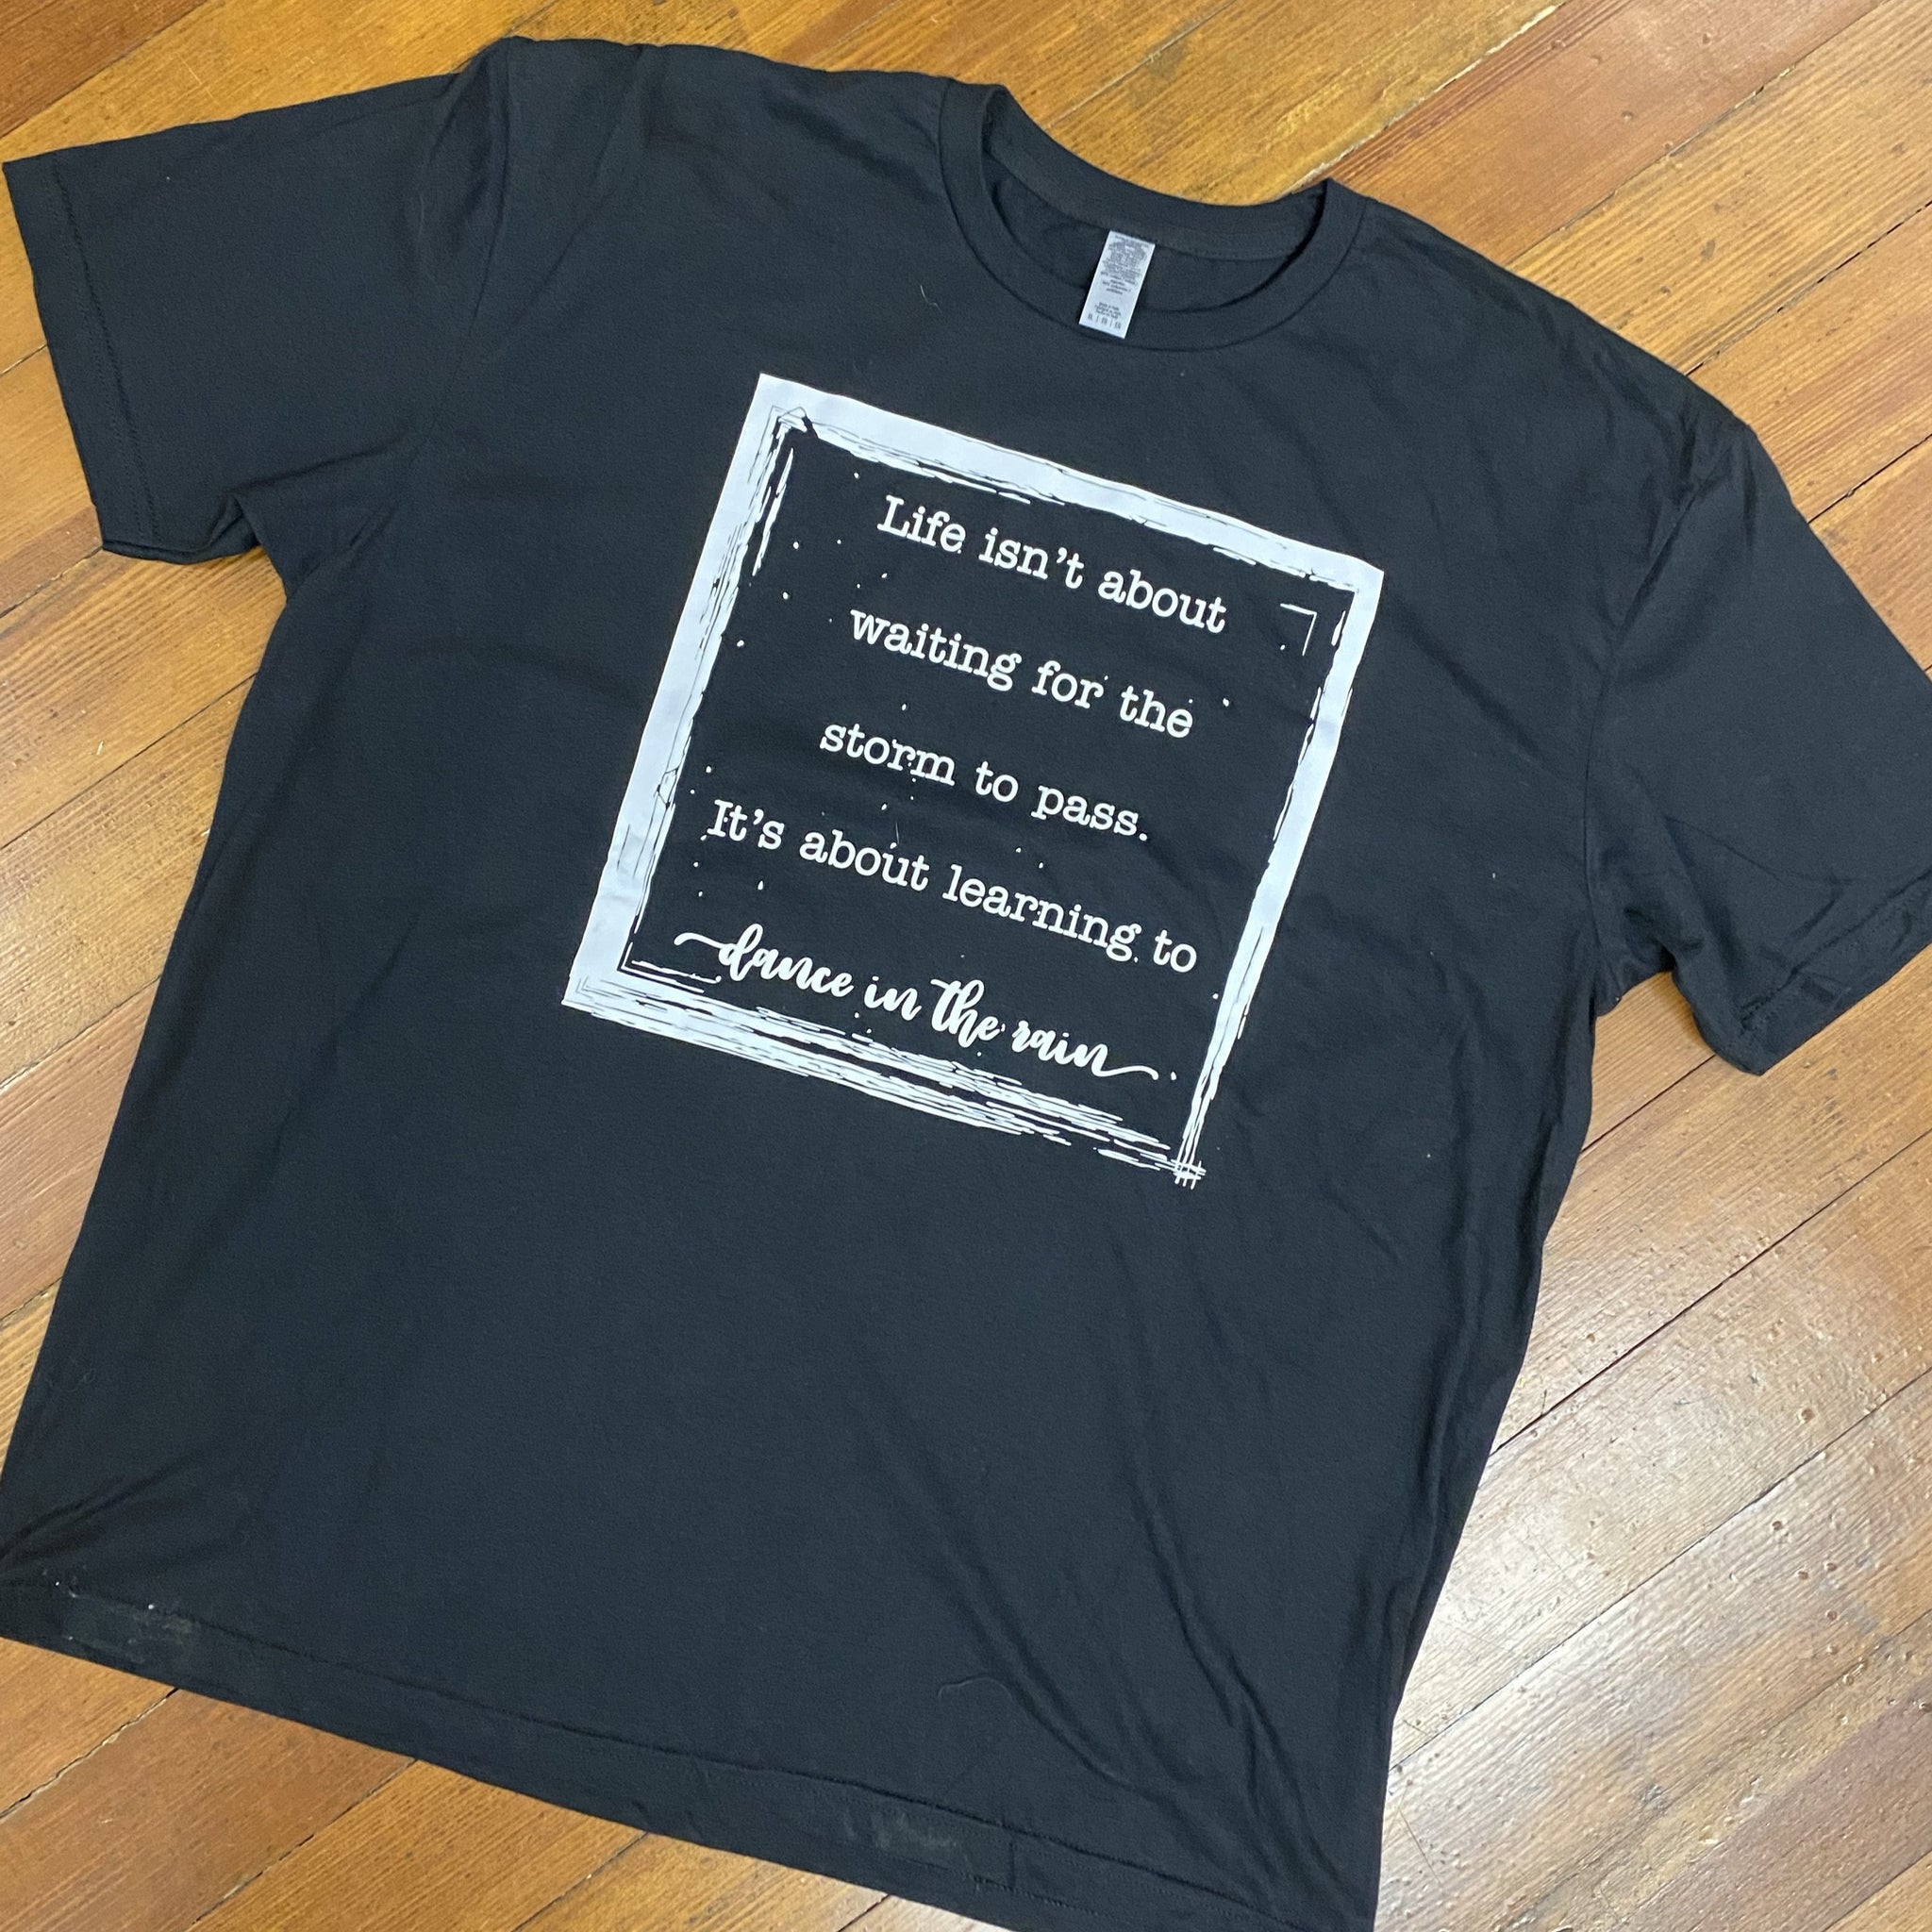 Life isn't about
waiting for the
storm to pass.
It's about learning to
dance in the rain